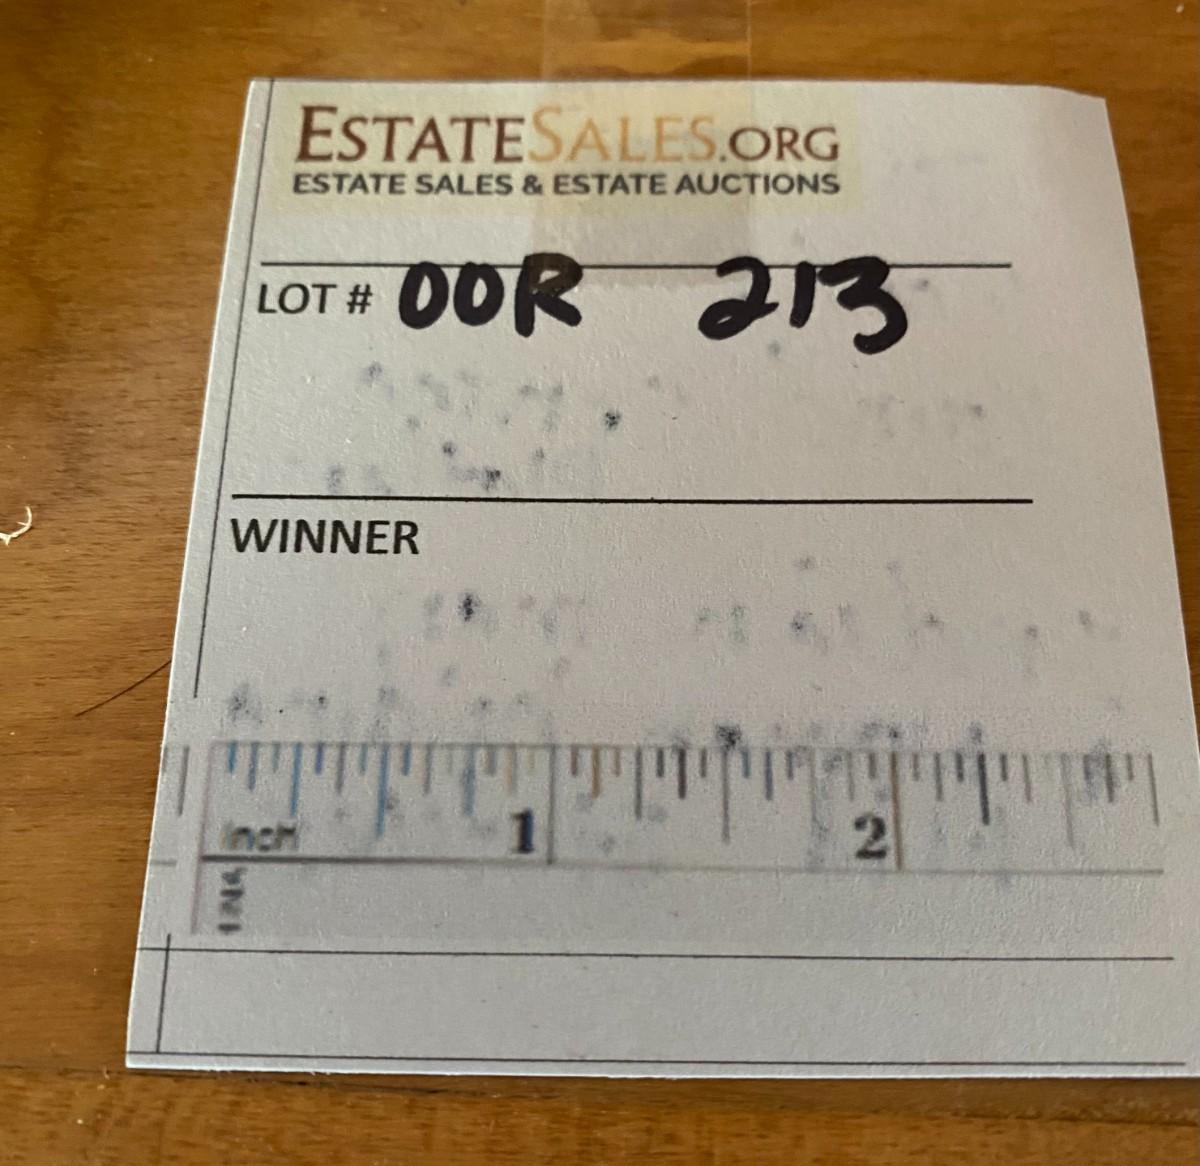 ESTATESALES.ORG
ESTATE SALES & ESTATE AUCTIONS
LOT # 00R 213
WINNER
1 2
inch